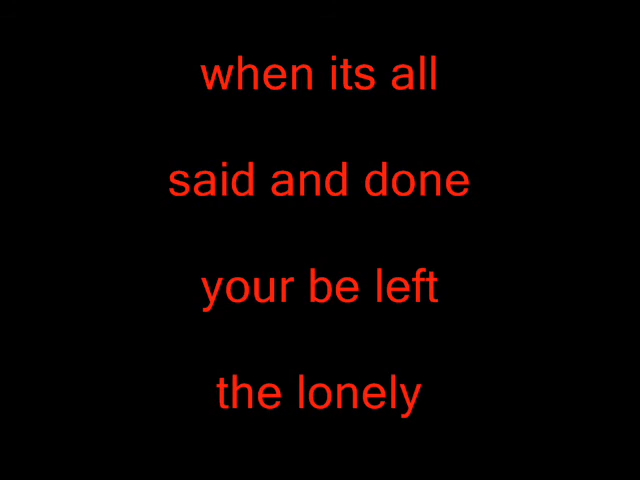 when its all
said and done
your be left
the lonely